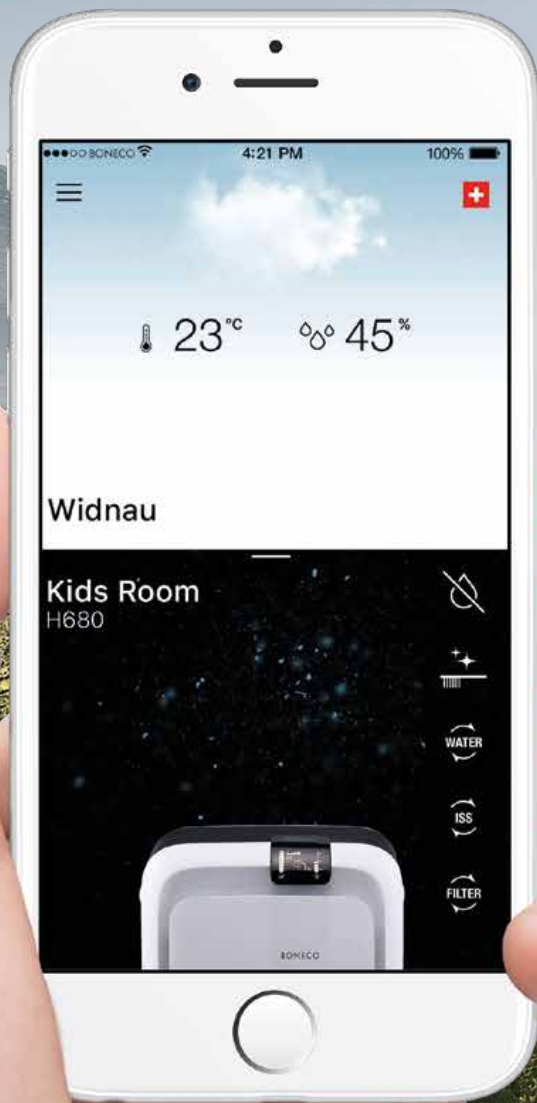 BONECO 4:21 PM 100%
23°C 45%
Widnau
Kids Room
H680
WATER
ISS
FILTER
BONECO